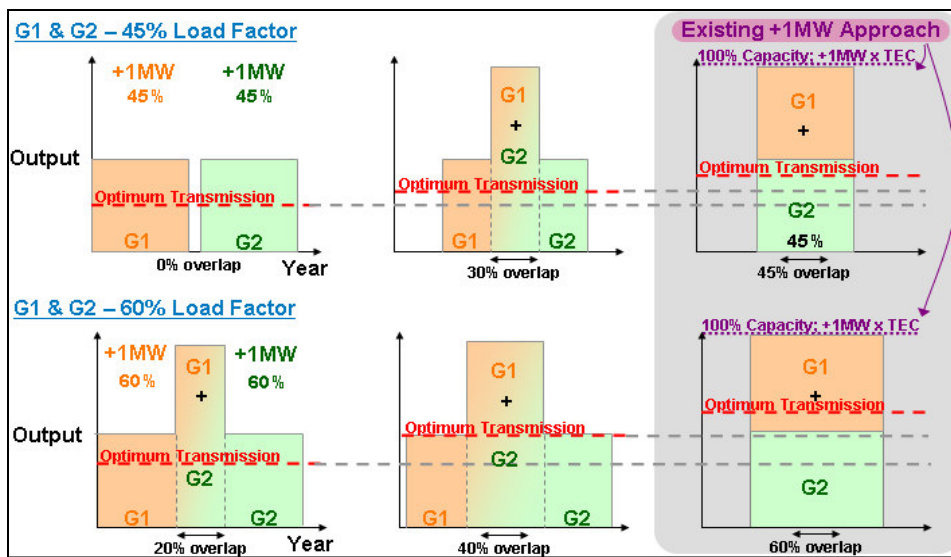 G1 & G2 – 45% Load Factor
Existing +1MW Approach
100% Capacity; +1MW x TEC
+1MW
45%
+1MW
45%
Output
Optimum Transmission
G1
G2
0% overlap
Year
G1
+
G2
Optimum Transmission
G1
G2
30% overlap
G1
+
Optimum Transmission
G2
45%
45% overlap
G1 & G2 – 60% Load Factor
100% Capacity; +1MW x TEC
+1MW
60%
+1MW
60%
G1
+
Output
Optimum Transmission
G2
G1
G2
20% overlap
Year
G1
+
Optimum Transmission
G2
G1
G2
40% overlap
G1
+
Optimum Transmission
G2
60% overlap